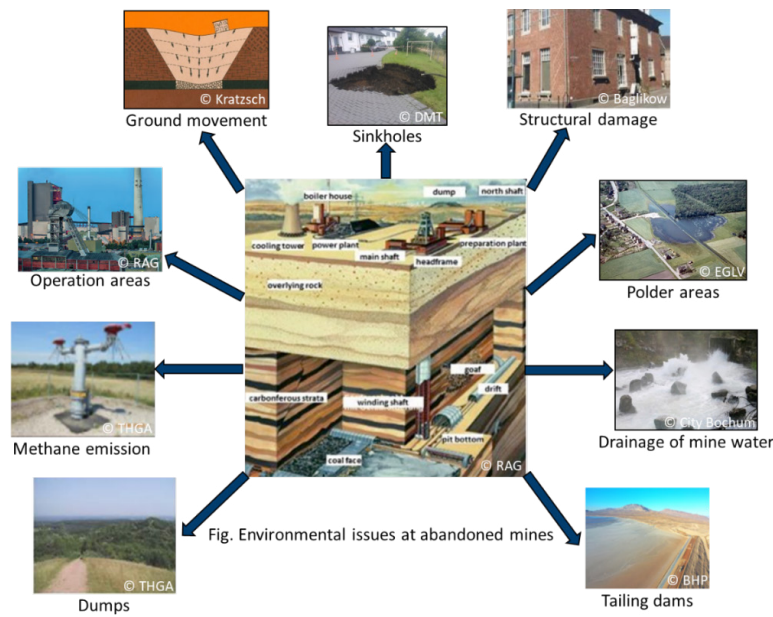 © Kratzsch
Ground movement
© DMT
Sinkholes
© Baglikow
Structural damage
© RAG
Operation areas
boiler house
dump
north shaft
cooling tower
power plant
preparation plant
main shaft
headframe
overlying rock
goaf
drift
carbonferous strata
winding shaft
pit bottom
coal face
© RAG
© EGLV
Polder areas
© THGA
Methane emission
© City Bochum
Drainage of mine water
© THGA
Dumps
Fig. Environmental issues at abandoned mines
© BHP
Tailing dams